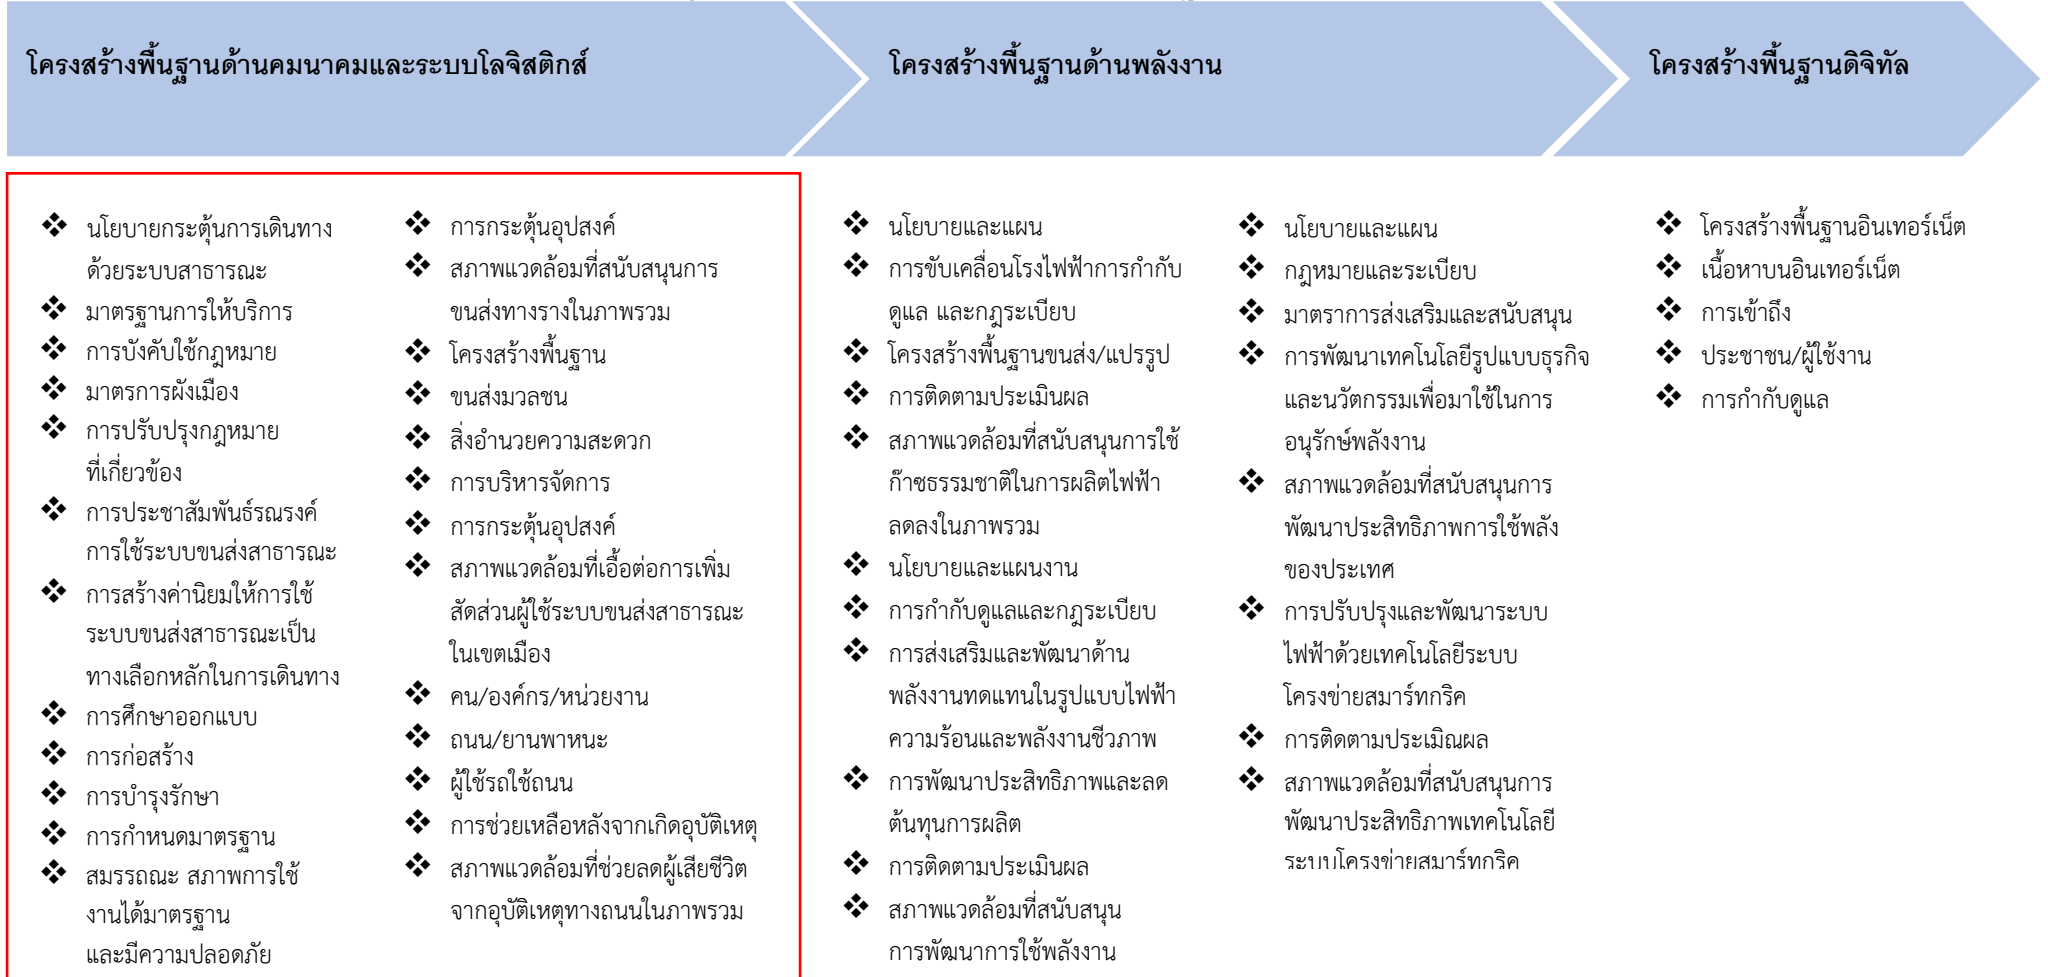 โครงสร้างพื้นฐานด้านคมนาคมและระบบโลจิสติกส์
โครงสร้างพื้นฐานด้านพลังงาน
โครงสร้างพื้นฐานดิจิทัล
❖ นโยบายกระตุ้นการเดินทาง
ด้วยระบบสาธารณะ
❖ มาตรฐานการให้บริการ
❖ การบังคับใช้กฎหมาย
❖ มาตรการผังเมือง
❖ การปรับปรุงกฎหมาย
ที่เกี่ยวข้อง
❖ การประชาสัมพันธ์รณรงค์
การใช้ระบบขนส่งสาธารณะ
❖ การสร้างค่านิยมให้การใช้
ระบบขนส่งสาธารณะเป็น
ทางเลือกหลักในการเดินทาง
❖ การศึกษาออกแบบ
❖ การก่อสร้าง
❖ การบำรุงรักษา
❖ การกำหนดมาตรฐาน
❖ สมรรถณะ สภาพการใช้
งานได้มาตรฐาน
และมีความปลอดภัย
❖ การกระตุ้นอุปสงค์
❖ สภาพแวดล้อมที่สนับสนุนการ
ขนส่งทางรางในภาพรวม
❖ โครงสร้างพื้นฐาน
❖ ขนส่งมวลชน
❖ สิ่งอำนวยความสะดวก
❖ การบริหารจัดการ
❖ การกระตุ้นอุปสงค์
❖ สภาพแวดล้อมที่เอื้อต่อการเพิ่ม
สัดส่วนผู้ใช้ระบบขนส่งสาธารณะ
ในเขตเมือง
❖ คน/องค์กร/หน่วยงาน
❖ ถนน/ยานพาหนะ
❖ ผู้ใช้รถใช้ถนน
❖ การช่วยเหลือหลังจากเกิดอุบัติเหตุ
❖ สภาพแวดล้อมที่ช่วยลดผู้เสียชีวิต
จากอุบัติเหตุทางถนนในภาพรวม
❖ นโยบายและแผน
❖ การขับเคลื่อนโรงไฟฟ้าการกำกับ
ดูแล และกฎระเบียบ
❖ โครงสร้างพื้นฐานขนส่ง/แปรรูป
❖ การติดตามประเมินผล
❖ สภาพแวดล้อมที่สนับสนุนการใช้
ก๊าซธรรมชาติในการผลิตไฟฟ้า
ลดลงในภาพรวม
❖ นโยบายและแผนงาน
❖ การกำกับดูแลและกฎระเบียบ
❖ การส่งเสริมและพัฒนาด้าน
พลังงานทดแทนในรูปแบบไฟฟ้า
ความร้อนและพลังงานชีวภาพ
❖ การพัฒนาประสิทธิภาพและลด
ต้นทุนการผลิต
❖ การติดตามประเมินผล
❖ สภาพแวดล้อมที่สนับสนุน
การพัฒนาการใช้พลังงาน
❖ นโยบายและแผน
❖ กฎหมายและระเบียบ
❖ มาตราการส่งเสริมและสนับสนุน
❖ การพัฒนาเทคโนโลยีรูปแบบธุรกิจ
และนวัตกรรมเพื่อมาใช้ในการ
อนุรักษ์พลังงาน
❖ สภาพแวดล้อมที่สนับสนุนการ
พัฒนาประสิทธิภาพการใช้พลัง
ของประเทศ
❖ การปรับปรุงและพัฒนาระบบ
ไฟฟ้าด้วยเทคโนโลยีระบบ
โครงข่ายสมาร์ทกริค
❖ การติดตามประเมิณผล
❖ สภาพแวดล้อมที่สนับสนุนการ
พัฒนาประสิทธิภาพเทคโนโลยี
ระบบโครงข่ายสมาร์ทกริค
❖ โครงสร้างพื้นฐานอินเทอร์เน็ต
❖ เนื้อหาบนอินเทอร์เน็ต
❖ การเข้าถึง
❖ ประชาชน/ผู้ใช้งาน
❖ การกำกับดูแล